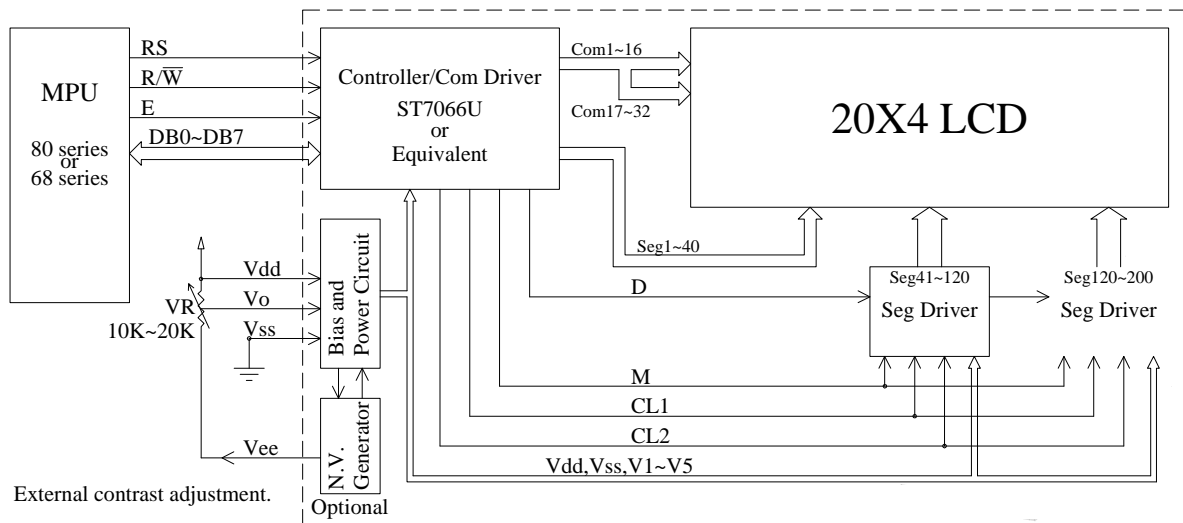 MPU
80 series
or
68 series
RS
R/W̅
E
DB0~DB7
Controller/Com Driver
ST7066U
or
Equivalent
Com1~16
Com17~32
20X4 LCD
Seg1~40
Seg41~120
Seg Driver
Seg120~200
Seg Driver
D
M
CL1
CL2
Vdd,Vss,V1~V5
Vdd
Vo
Vss
VR
10K~20K
Bias and
Power Circuit
N.V.
Generator
Vee
Optional
External contrast adjustment.